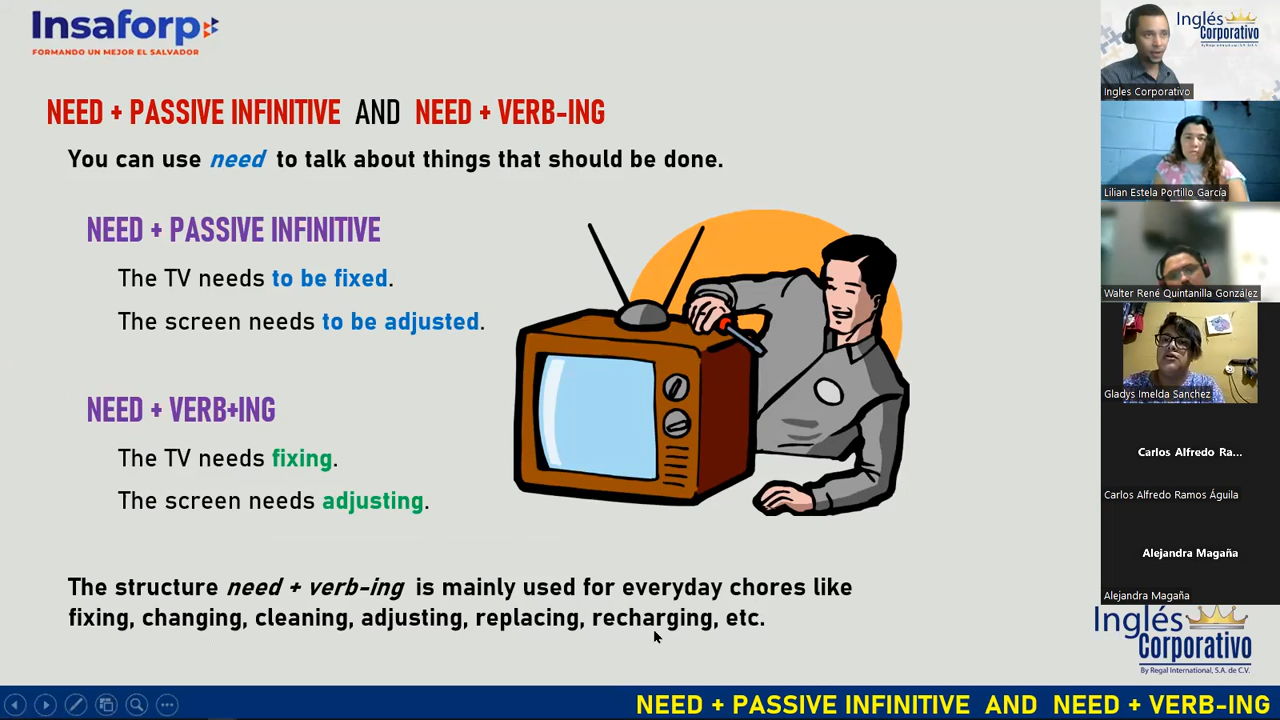 Insaforp
FORMANDO UN MEJOR EL SALVADOR
NEED + PASSIVE INFINITIVE AND NEED + VERB-ING
You can use need to talk about things that should be done.
NEED + PASSIVE INFINITIVE
The TV needs to be fixed.
The screen needs to be adjusted.
NEED + VERB+ING
The TV needs fixing.
The screen needs adjusting.
The structure need + verb-ing is mainly used for everyday chores like
fixing, changing, cleaning, adjusting, replacing, recharging, etc.
NEED + PASSIVE INFINITIVE AND NEED + VERB-ING
Inglés
Corporativo
Ingles Corporativo
Lilian Estela Portillo García
Walter René Quintanilla González
Gladys Imelda Sanchez
Carlos Alfredo Ra...
Carlos Alfredo Ramos Águila
Alejandra Magaña
Alejandra Magaña
Inglés
Corporativo
By Regal International, S.A. de C.V.